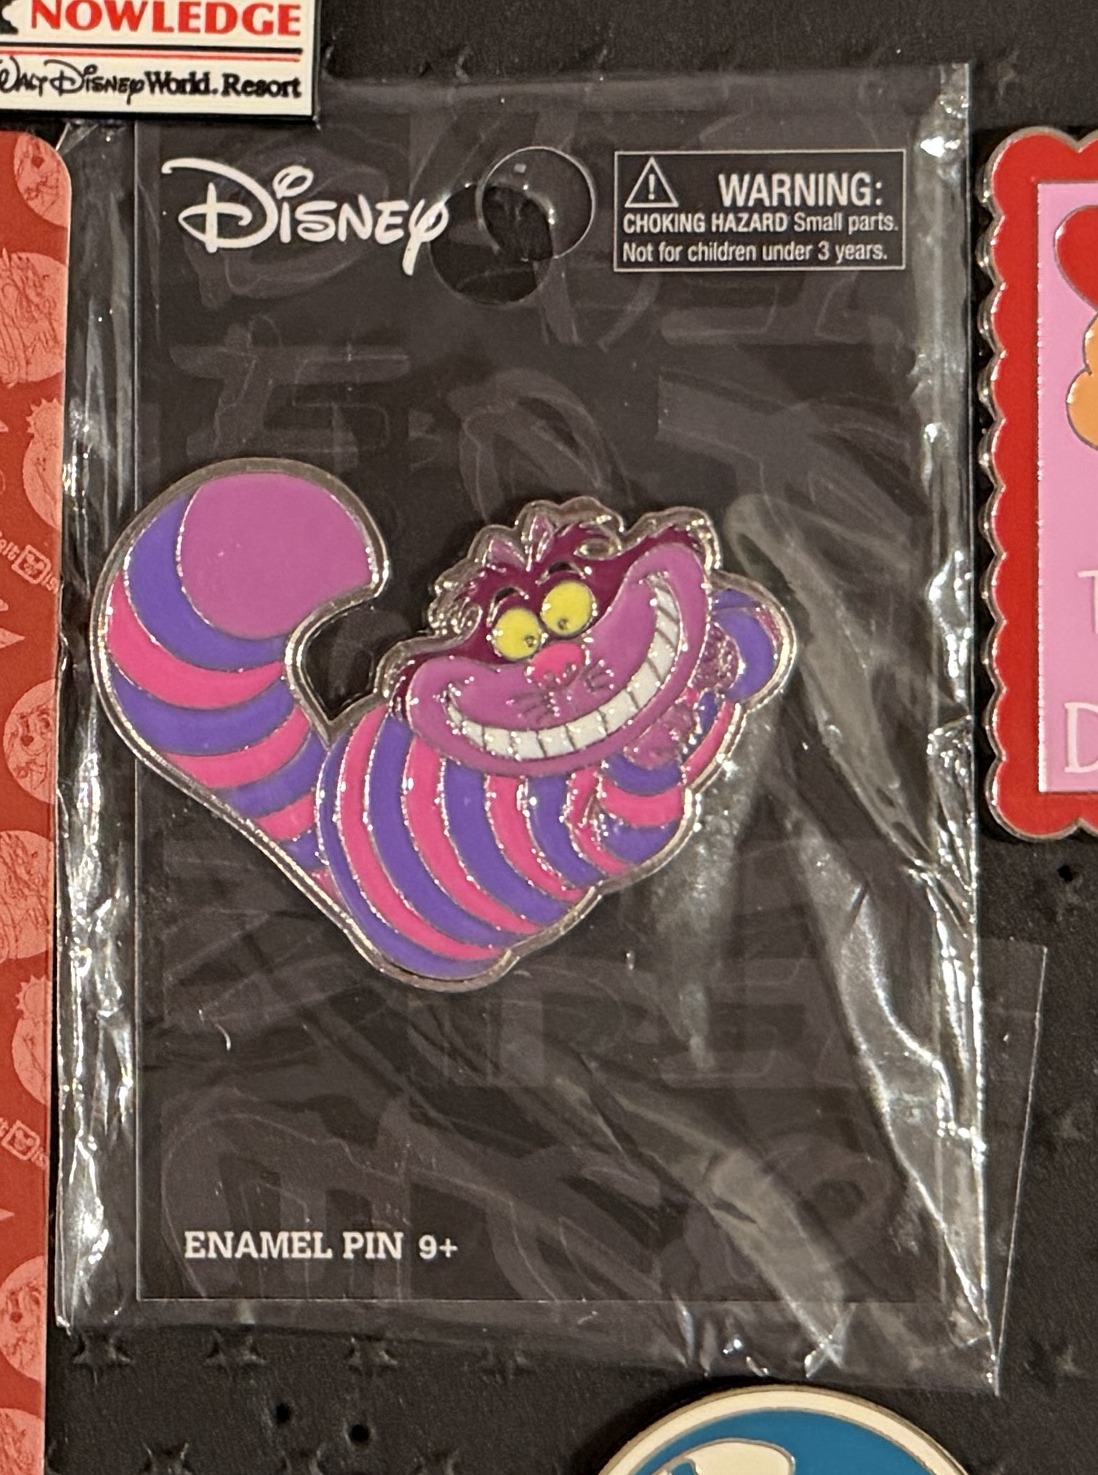 NOWLEDGE
Walt Disney World. Resort
Disney
WARNING:
CHOKING HAZARD Small parts.
Not for children under 3 years.
ENAMEL PIN 9+